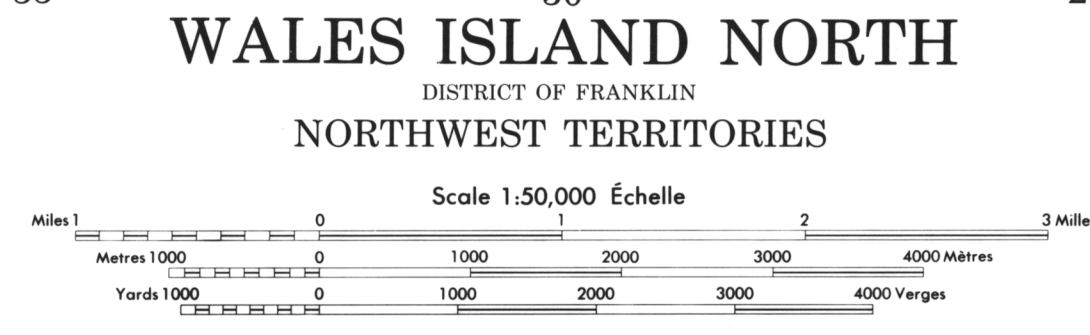 WALES ISLAND NORTH
DISTRICT OF FRANKLIN
NORTHWEST TERRITORIES
Scale 1:50,000 Échelle
Miles 1 0 1 2 3 Mille
Metres 1000 0 1000 2000 3000 4000 Mètres
Yards 1000 0 1000 2000 3000 4000 Verges